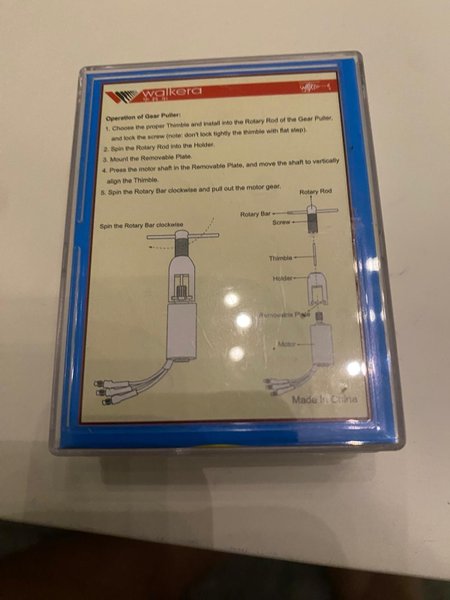 walkera
Operation of Gear Puller:
1. Choose the proper Thimble and install into the Rotary Rod of the Gear Puller,
and lock the screw (note: don't lock tightly the thimble with flat step).
2. Spin the Rotary Rod into the Holder.
3. Mount the Removable Plate.
4. Press the motor shaft in the Removable Plate, and move the shaft to vertically
align the Thimble.
5. Spin the Rotary Bar clockwise and pull out the motor gear.
Rotary Rod
Rotary Bar
Screw
Spin the Rotary Bar clockwise
Thimble
Holder
Removable Plate
Motor
Made In China